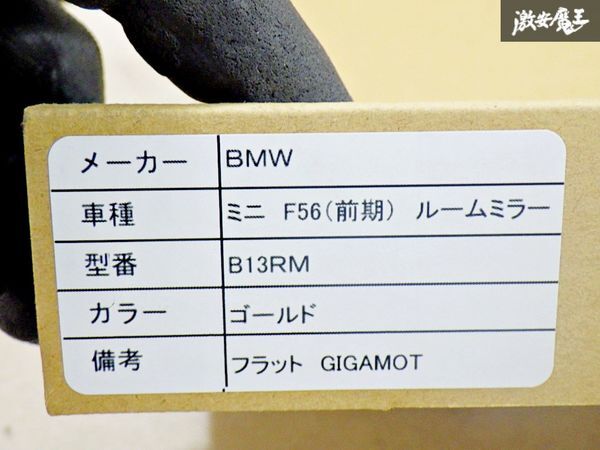 激安魔王
メーカー BMW
車種 ミニ F56(前期) ルームミラー
型番 B13RM
カラー ゴールド
備考 フラット GIGAMOT